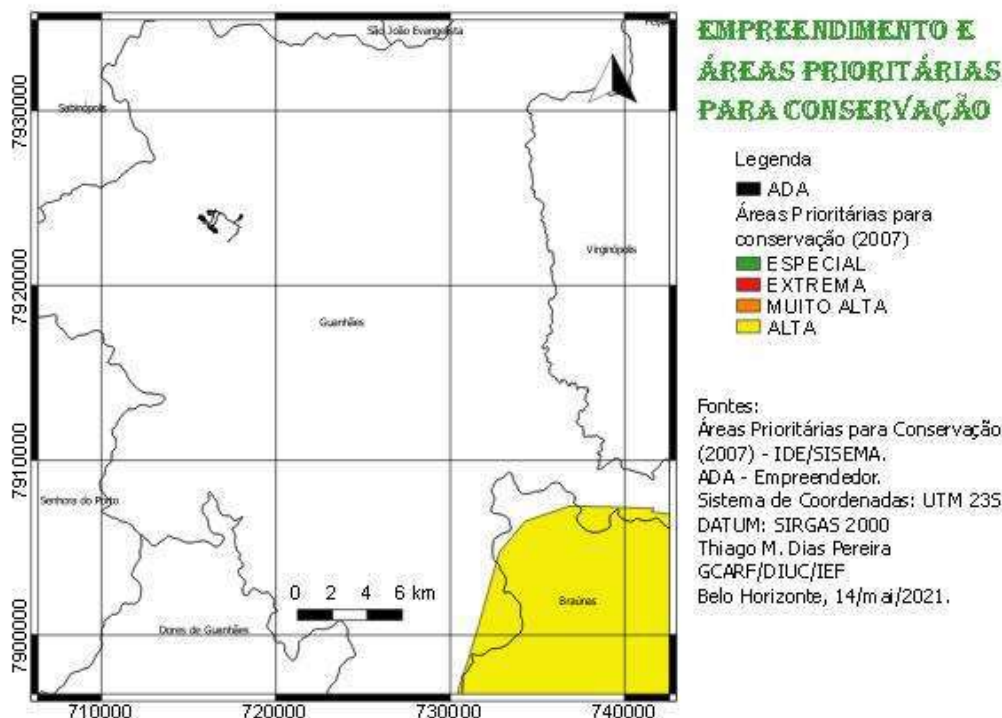 EMPREENDIMENTO E
ÁREAS PRIORITÁRIAS
PARA CONSERVAÇÃO
Legenda
ADA
Áreas Prioritárias para
conservação (2007)
ESPECIAL
EXTREMA
MUITO ALTA
ALTA
Fontes:
Áreas Prioritárias para Conservação
(2007) - IDE/SISEMA.
ADA - Empreendedor.
Sistema de Coordenadas: UTM 23S
DATUM: SIRGAS 2000
Thiago M. Dias Pereira
GCARF/DIUC/IEF
Belo Horizonte, 14/mai/2021.
São João Evangelista
Sabinópolis
Virginópolis
Guanhães
Senhora do Porto
Braúnas
Dores de Guanhães
0 2 4 6 km
7930000
7920000
7910000
7900000
710000 720000 730000 740000